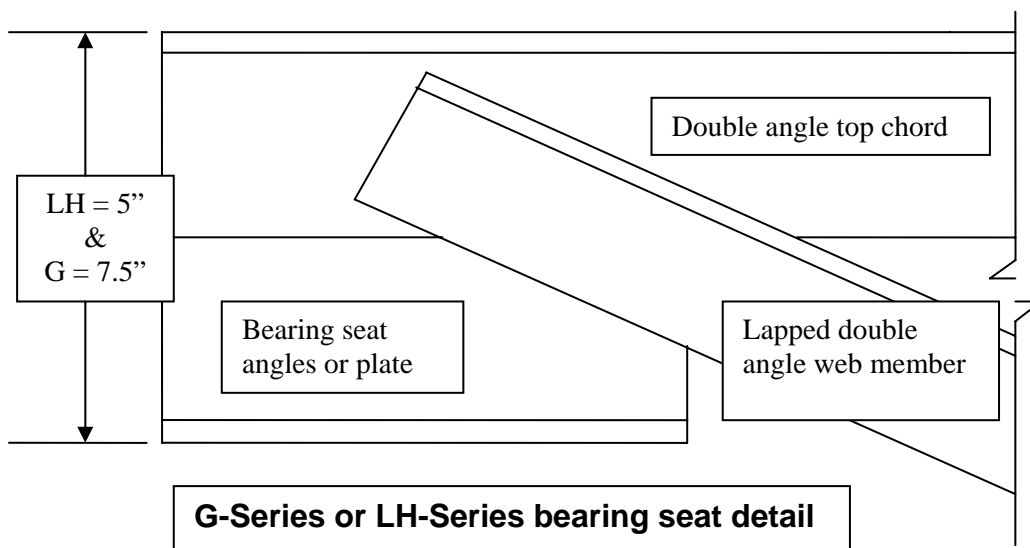 Double angle top chord
LH = 5”
&
G = 7.5”
Bearing seat
angles or plate
Lapped double
angle web member
G-Series or LH-Series bearing seat detail